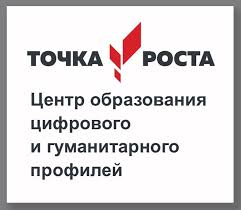 ТОЧКА РОСТА
Центр образования
цифрового
и гуманитарного
профилей